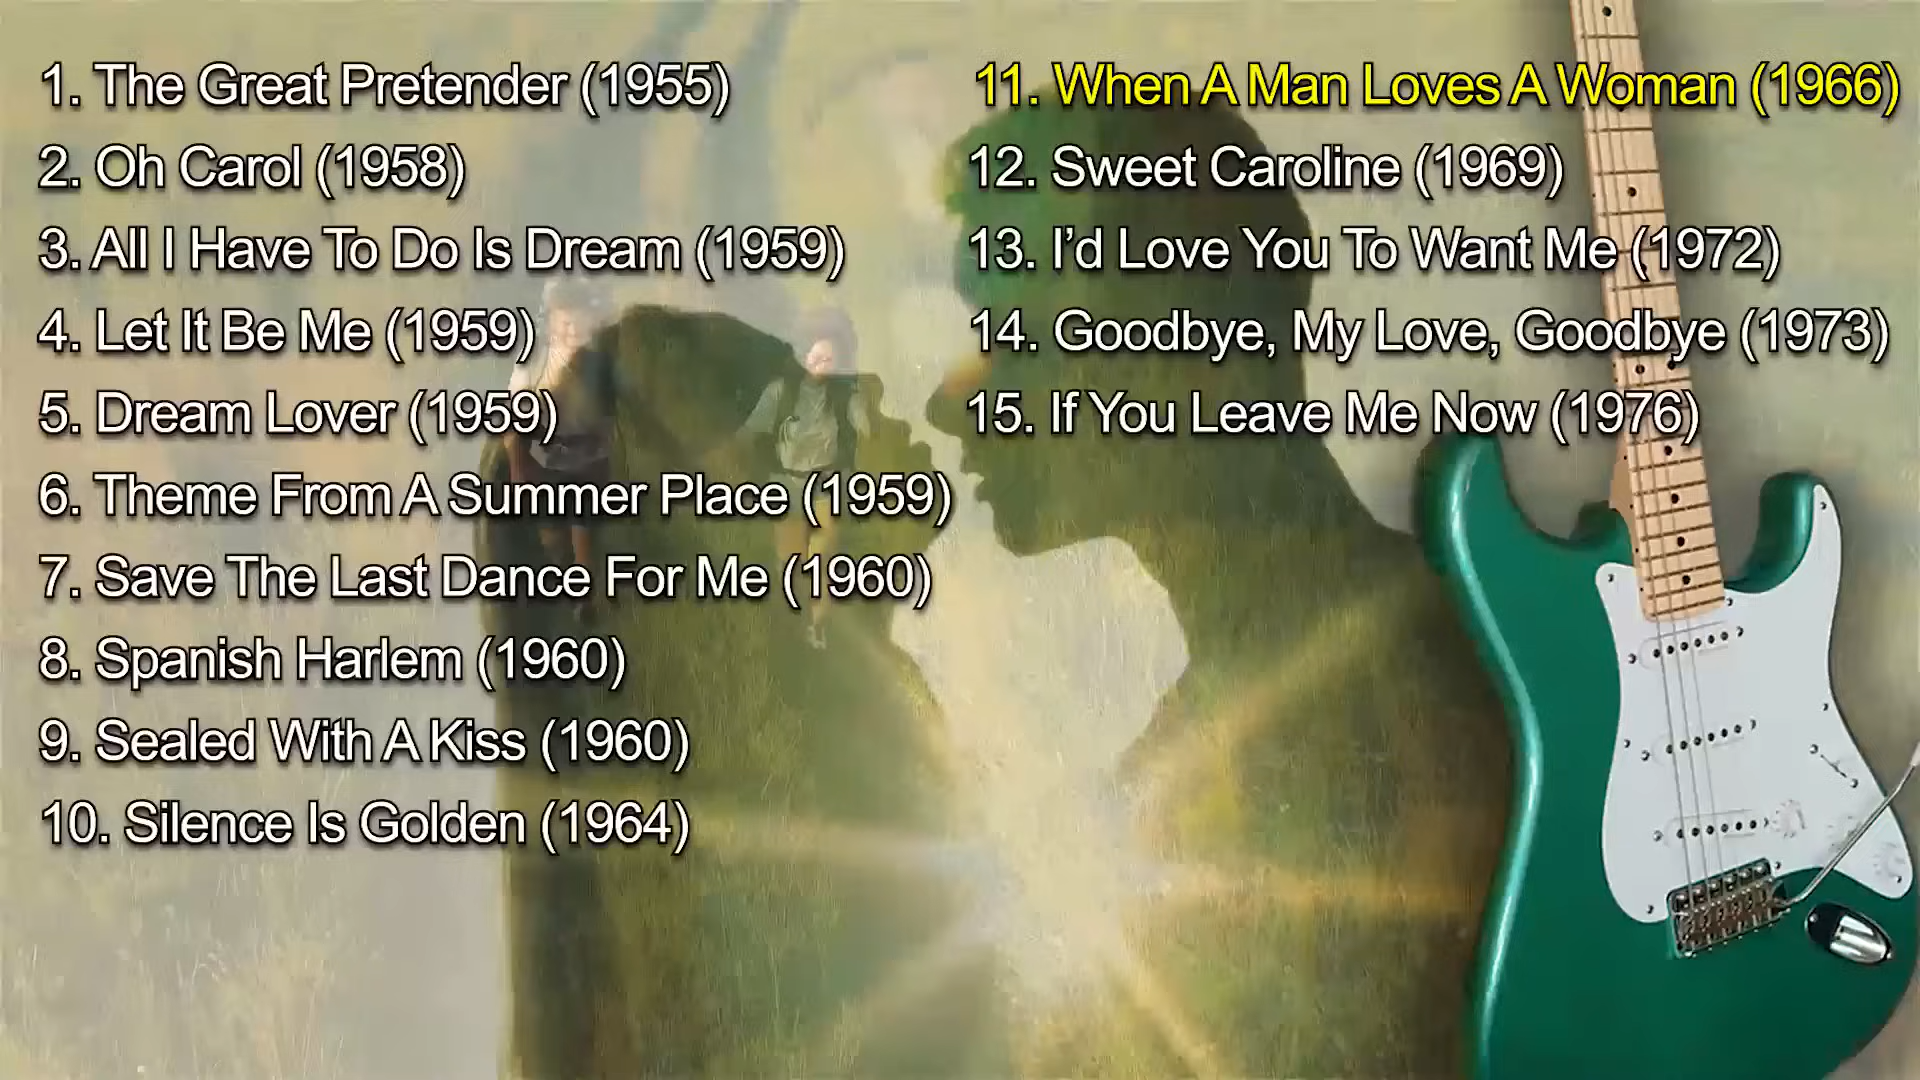 1. The Great Pretender (1955)
2. Oh Carol (1958)
3. All I Have To Do Is Dream (1959)
4. Let It Be Me (1959)
5. Dream Lover (1959)
6. Theme From A Summer Place (1959)
7. Save The Last Dance For Me (1960)
8. Spanish Harlem (1960)
9. Sealed With A Kiss (1960)
10. Silence Is Golden (1964)
11. When A Man Loves A Woman (1966)
12. Sweet Caroline (1969)
13. I’d Love You To Want Me (1972)
14. Goodbye, My Love, Goodbye (1973)
15. If You Leave Me Now (1976)